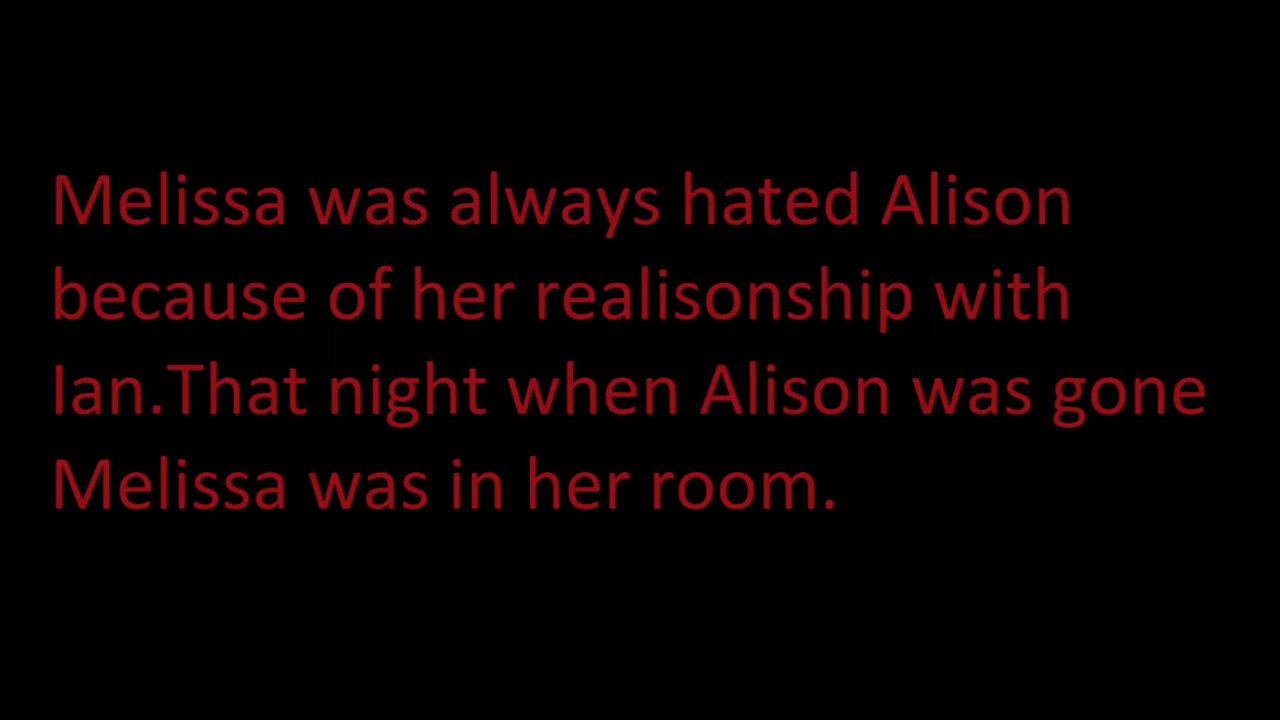 Melissa was always hated Alison
because of her realisonship with
Ian.That night when Alison was gone
Melissa was in her room.